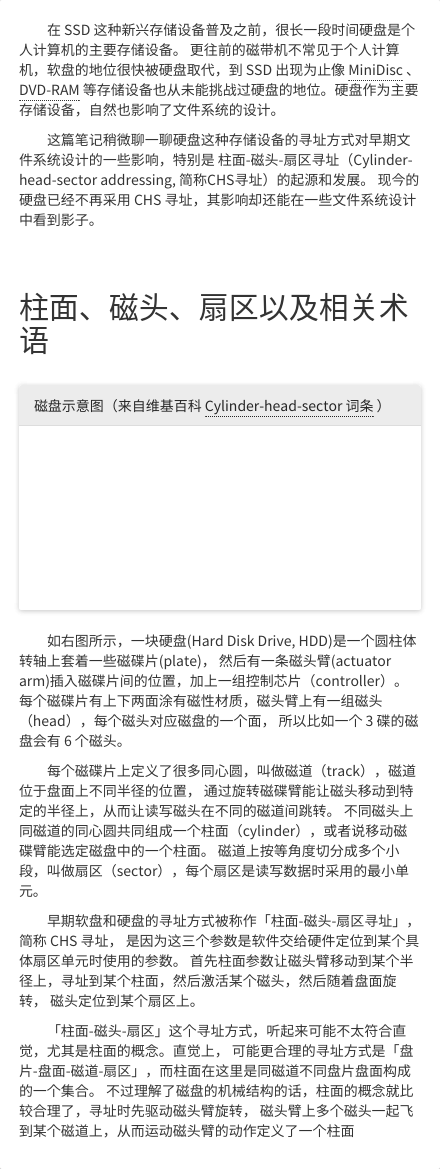 在 SSD 这种新兴存储设备普及之前，很长一段时间硬盘是个
人计算机的主要存储设备。 更往前的磁带机不常见于个人计算
机，软盘的地位很快被硬盘取代，到 SSD 出现为止像 MiniDisc 、
DVD-RAM 等存储设备也从未能挑战过硬盘的地位。硬盘作为主要
存储设备，自然也影响了文件系统的设计。
这篇笔记稍微聊一聊硬盘这种存储设备的寻址方式对早期文
件系统设计的一些影响，特别是 柱面-磁头-扇区寻址（Cylinder-
head-sector addressing, 简称CHS寻址）的起源和发展。 现今的
硬盘已经不再采用 CHS 寻址，其影响却还能在一些文件系统设计
中看到影子。
柱面、磁头、扇区以及相关术
语
磁盘示意图（来自维基百科 Cylinder-head-sector 词条 ）
如右图所示，一块硬盘(Hard Disk Drive, HDD)是一个圆柱体
转轴上套着一些磁碟片(plate)， 然后有一条磁头臂(actuator
arm)插入磁碟片间的位置，加上一组控制芯片（controller）。
每个磁碟片有上下两面涂有磁性材质，磁头臂上有一组磁头
（head），每个磁头对应磁盘的一个面， 所以比如一个 3 碟的磁
盘会有 6 个磁头。
每个磁碟片上定义了很多同心圆，叫做磁道（track），磁道
位于盘面上不同半径的位置， 通过旋转磁碟臂能让磁头移动到特
定的半径上，从而让读写磁头在不同的磁道间跳转。 不同磁头上
同磁道的同心圆共同组成一个柱面（cylinder），或者说移动磁
碟臂能选定磁盘中的一个柱面。 磁道上按等角度切分成多个小
段，叫做扇区（sector），每个扇区是读写数据时采用的最小单
元。
早期软盘和硬盘的寻址方式被称作「柱面-磁头-扇区寻址」，
简称 CHS 寻址， 是因为这三个参数是软件交给硬件定位到某个具
体扇区单元时使用的参数。 首先柱面参数让磁头臂移动到某个半
径上，寻址到某个柱面，然后激活某个磁头，然后随着盘面旋
转， 磁头定位到某个扇区上。
「柱面-磁头-扇区」这个寻址方式，听起来可能不太符合直
觉，尤其是柱面的概念。直觉上， 可能更合理的寻址方式是「盘
片-盘面-磁道-扇区」，而柱面在这里是同磁道不同盘片盘面构成
的一个集合。 不过理解了磁盘的机械结构的话，柱面的概念就比
较合理了，寻址时先驱动磁头臂旋转， 磁头臂上多个磁头一起飞
到某个磁道上，从而运动磁头臂的动作定义了一个柱面